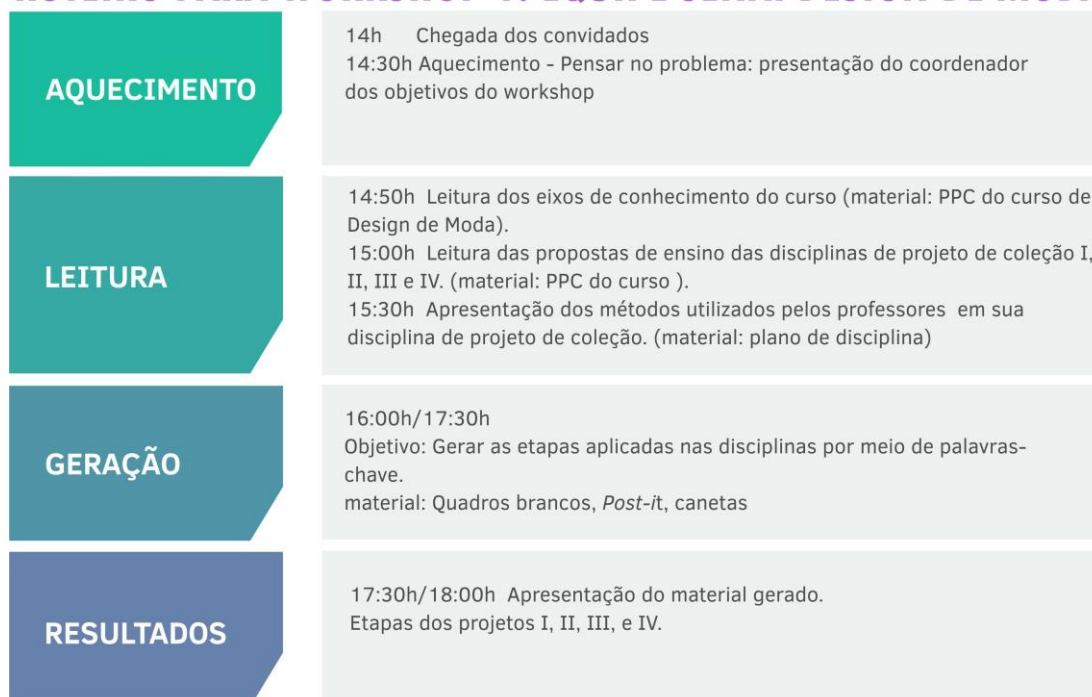 AQUECIMENTO
14h Chegada dos convidados
14:30h Aquecimento - Pensar no problema: presentação do coordenador
dos objetivos do workshop
LEITURA
14:50h Leitura dos eixos de conhecimento do curso (material: PPC do curso de
Design de Moda).
15:00h Leitura das propostas de ensino das disciplinas de projeto de coleção I,
II, III e IV. (material: PPC do curso ).
15:30h Apresentação dos métodos utilizados pelos professores em sua
disciplina de projeto de coleção. (material: plano de disciplina)
GERAÇÃO
16:00h/17:30h
Objetivo: Gerar as etapas aplicadas nas disciplinas por meio de palavras-
chave.
material: Quadros brancos, Post-it, canetas
RESULTADOS
17:30h/18:00h Apresentação do material gerado.
Etapas dos projetos I, II, III, e IV.